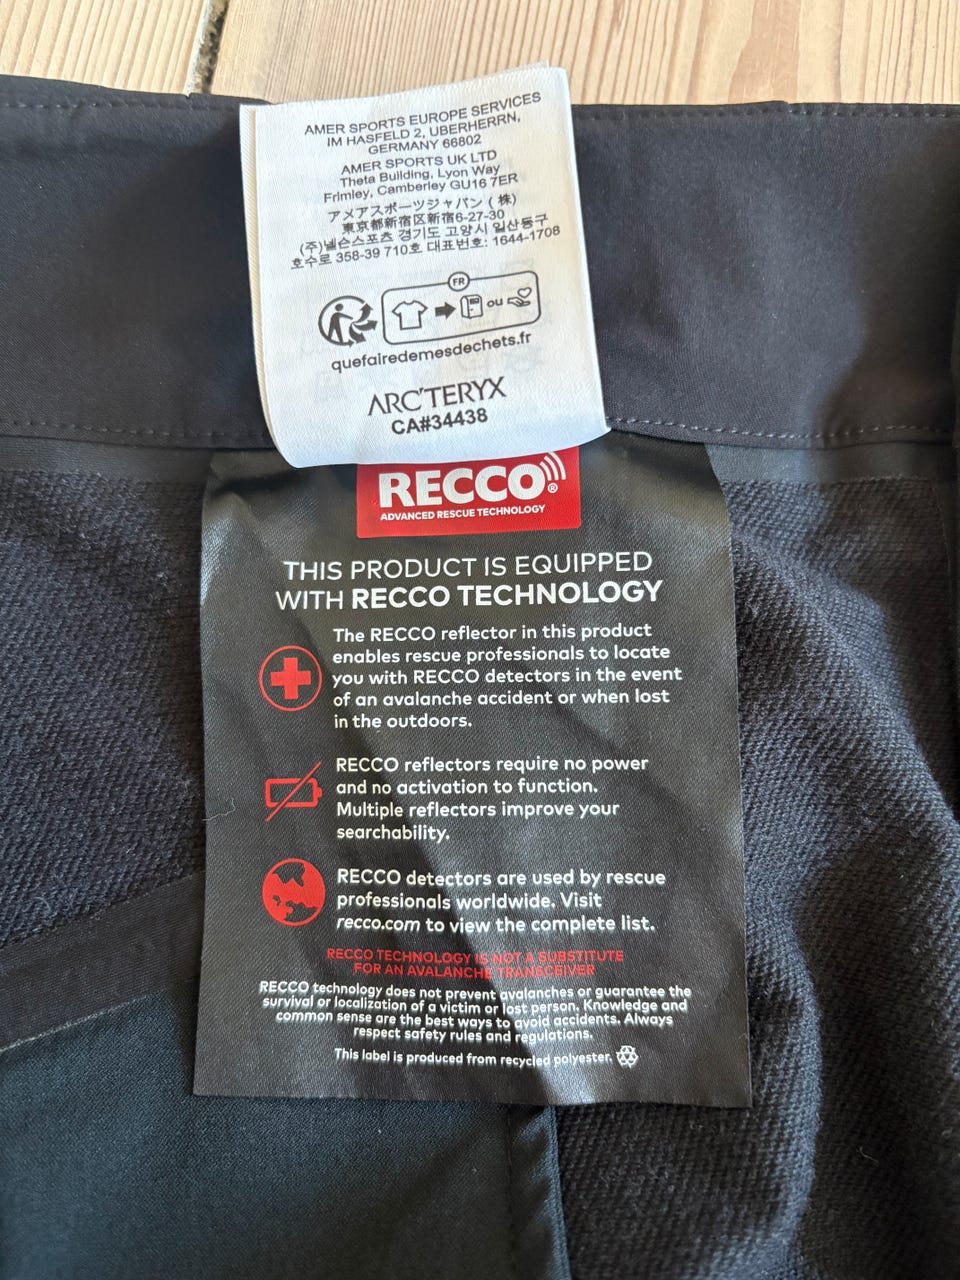 AMER SPORTS EUROPE SERVICES
IM HASFELD 2, UBERHERRN,
GERMANY 66802
AMER SPORTS UK LTD
Theta Building, Lyon Way
Frimley, Camberley GU16 7ER
アメアスポーツジャパン (株)
東京都新宿区新宿6-27-30
(주)넬슨스포츠 경기도 고양시 일산동구
호수로 358-39 710호 대표번호: 1644-1708
FR
ou
quefairedemesdechets.fr
ARC'TERYX
CA#34438
RECCO®
ADVANCED RESCUE TECHNOLOGY
THIS PRODUCT IS EQUIPPED
WITH RECCO TECHNOLOGY
The RECCO reflector in this product
enables rescue professionals to locate
you with RECCO detectors in the event
of an avalanche accident or when lost
in the outdoors.
RECCO reflectors require no power
and no activation to function.
Multiple reflectors improve your
searchability.
RECCO detectors are used by rescue
professionals worldwide. Visit
recco.com to view the complete list.
RECCO TECHNOLOGY IS NOT A SUBSTITUTE
FOR AN AVALANCHE TRANSCEIVER
RECCO technology does not prevent avalanches or guarantee the
survival or localization of a victim or lost person. Knowledge and
common sense are the best ways to avoid accidents. Always
respect safety rules and regulations.
This label is produced from recycled polyester.